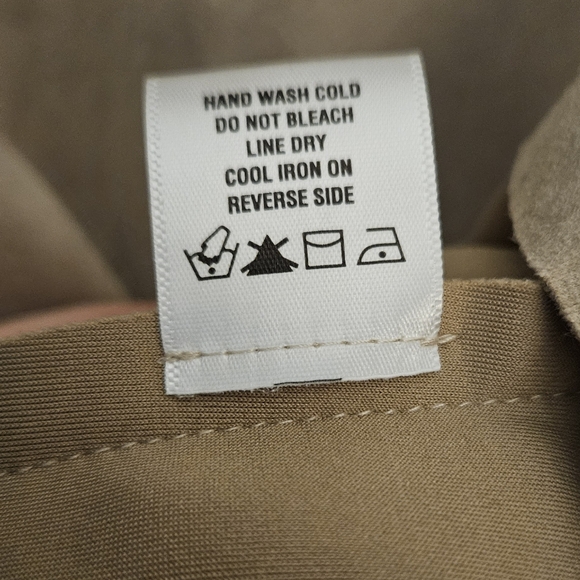 HAND WASH COLD
DO NOT BLEACH
LINE DRY
COOL IRON ON
REVERSE SIDE